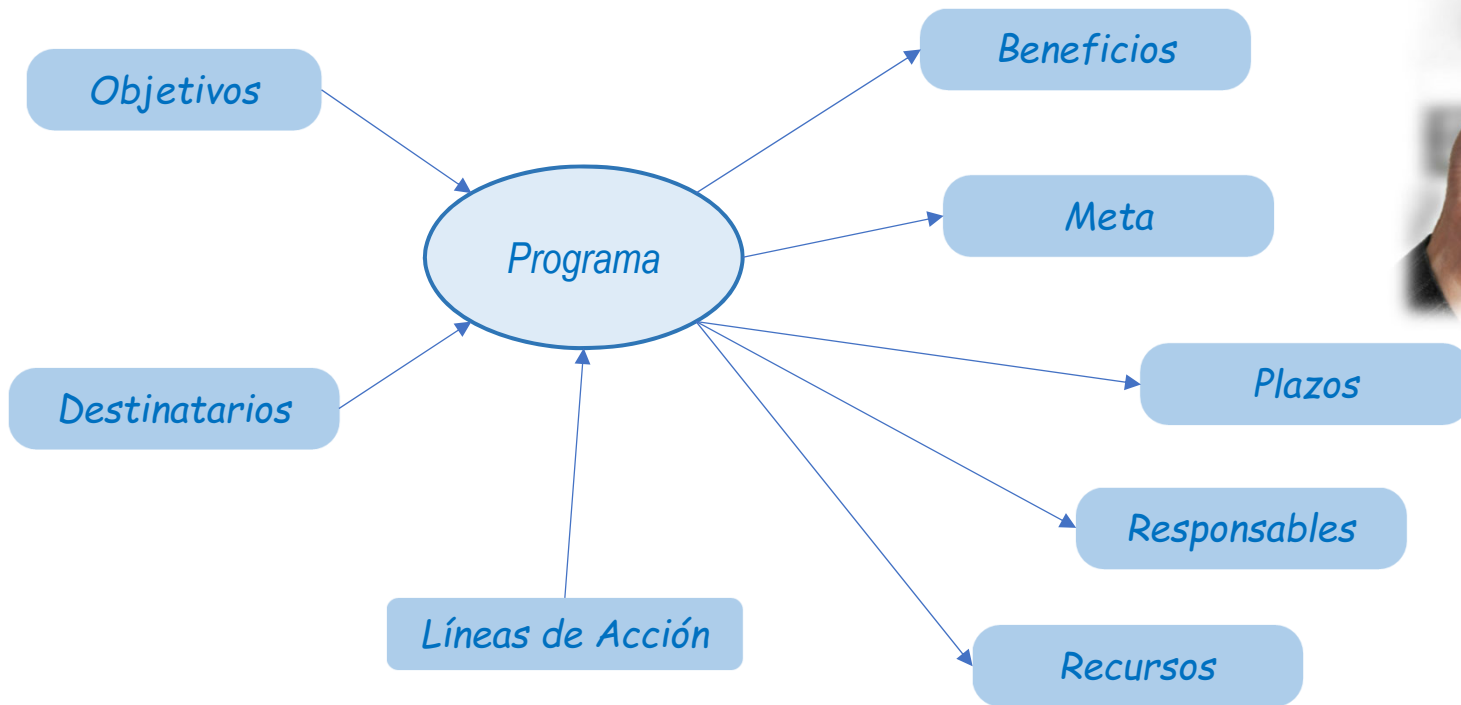 Beneficios
Objetivos
Meta
Programa
Plazos
Destinatarios
Responsables
Líneas de Acción
Recursos